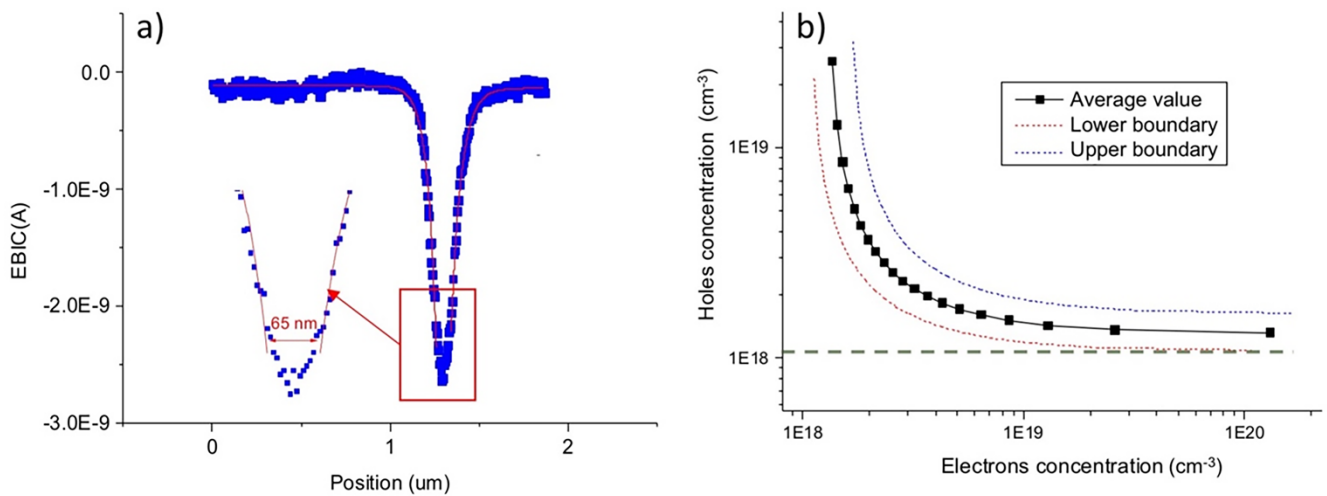 a)
0.0
-1.0E-9
-2.0E-9
-3.0E-9
EBIC(A)
65 nm
0
1
2
Position (um)
b)
Average value
Lower boundary
Upper boundary
Holes concentration (cm-3)
1E19
1E18
1E18
1E19
1E20
Electrons concentration (cm-3)